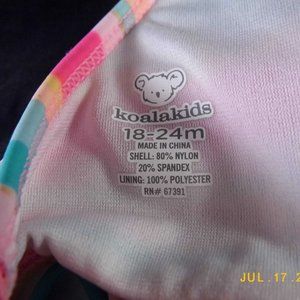 koalakids
18-24m
MADE IN CHINA
SHELL: 80% NYLON
20% SPANDEX
LINING: 100% POLYESTER
RN# 67391
JUL. 17. 2